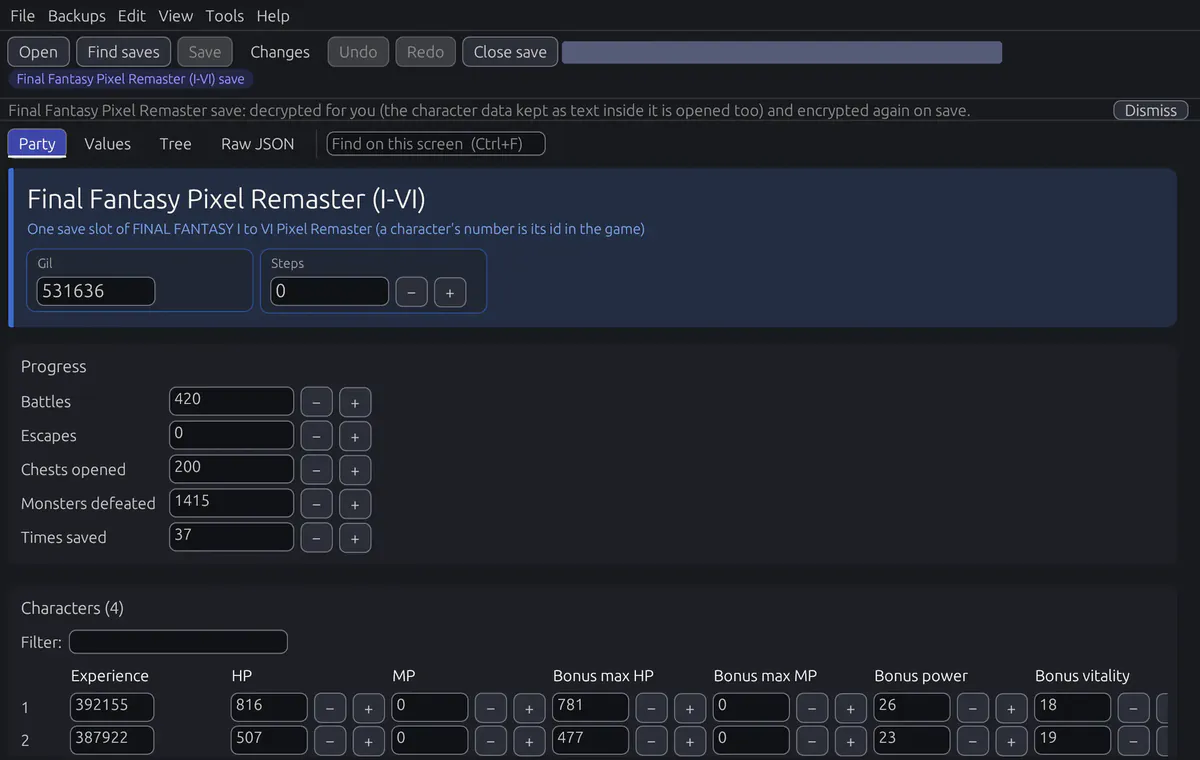 File Backups Edit View Tools Help
Open Find saves Save Changes Undo Redo Close save
Final Fantasy Pixel Remaster (I-VI) save
Final Fantasy Pixel Remaster save: decrypted for you (the character data kept as text inside it is opened too) and encrypted again on save. Dismiss
Party Values Tree Raw JSON Find on this screen (Ctrl+F)
Final Fantasy Pixel Remaster (I-VI)
One save slot of FINAL FANTASY I to VI Pixel Remaster (a character's number is its id in the game)
Gil Steps
531636 0 − +
Progress
Battles 420 − +
Escapes 0 − +
Chests opened 200 − +
Monsters defeated 1415 − +
Times saved 37 − +
Characters (4)
Filter:
Experience HP MP Bonus max HP Bonus max MP Bonus power Bonus vitality
1 392155 816 − + 0 − + 781 − + 0 − + 26 − + 18 −
2 387922 507 − + 0 − + 477 − + 0 − + 23 − + 19 −